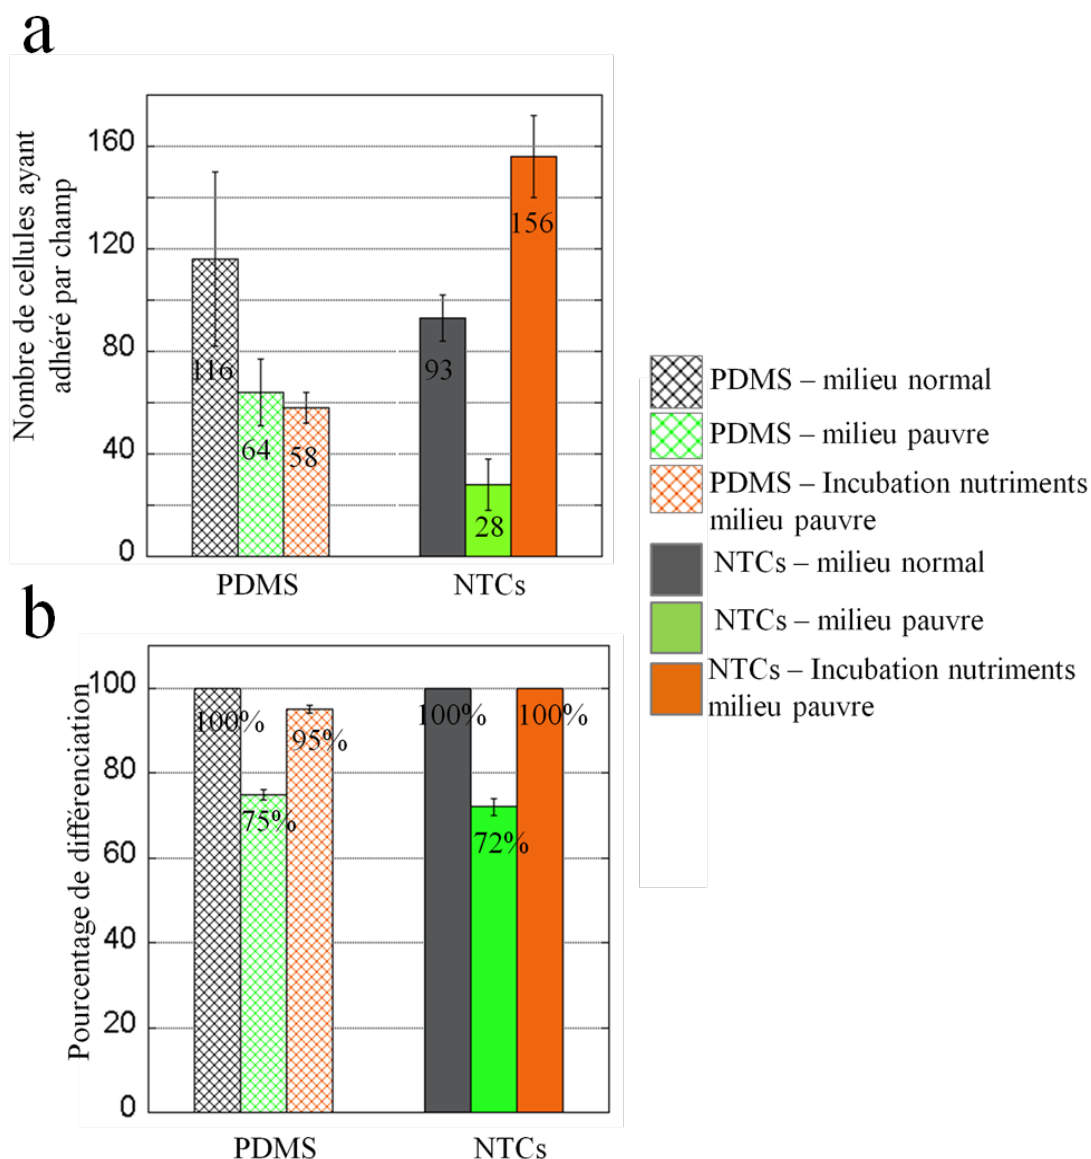 a
Nombre de cellules ayant
adhéré par champ
160
120
80
40
0
116
64
58
93
28
156
PDMS
NTCs
b
Pourcentage de différenciation
100
80
60
40
20
0
100%
75%
95%
100%
72%
100%
PDMS
NTCs
PDMS – milieu normal
PDMS – milieu pauvre
PDMS – Incubation nutriments
milieu pauvre
NTCs – milieu normal
NTCs – milieu pauvre
NTCs – Incubation nutriments
milieu pauvre